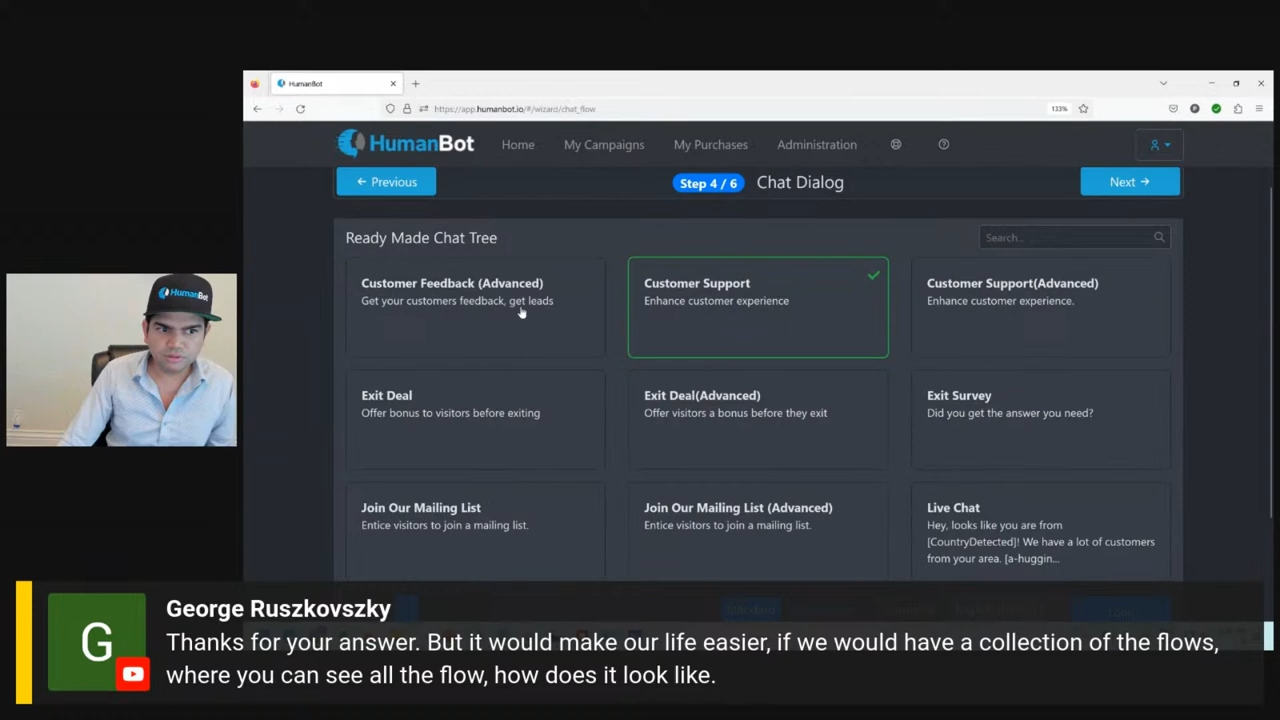 HumanBot
https://app.humanbot.io/#/wizard/chat_flow
133%
HumanBot
Home
My Campaigns
My Purchases
Administration
← Previous
Step 4 / 6
Chat Dialog
Next →
Ready Made Chat Tree
Search...
Customer Feedback (Advanced)
Get your customers feedback, get leads
Customer Support
Enhance customer experience
Customer Support(Advanced)
Enhance customer experience.
Exit Deal
Offer bonus to visitors before exiting
Exit Deal(Advanced)
Offer visitors a bonus before they exit
Exit Survey
Did you get the answer you need?
Join Our Mailing List
Entice visitors to join a mailing list.
Join Our Mailing List (Advanced)
Entice visitors to join a mailing list.
Live Chat
Hey, looks like you are from
[CountryDetected]! We have a lot of customers
from your area. [a-huggin...
HumanBot
Standard
G
George Ruszkovszky
Thanks for your answer. But it would make our life easier, if we would have a collection of the flows,
where you can see all the flow, how does it look like.